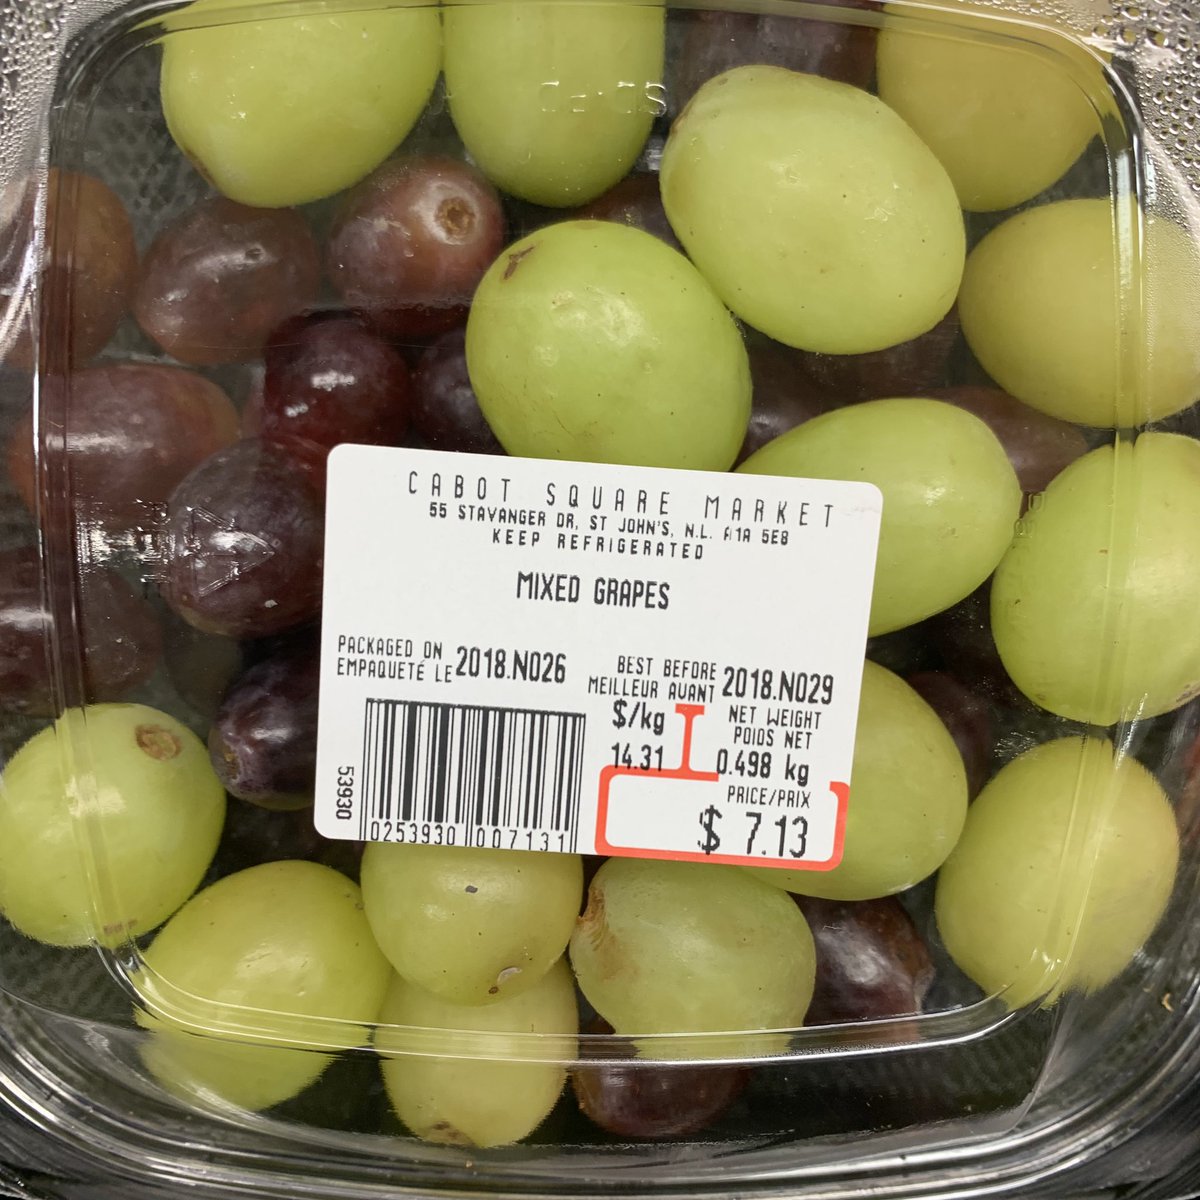 CABOT SQUARE MARKET
55 STAVANGER DR, ST JOHN'S, N.L. A1A 5E8
KEEP REFRIGERATED
MIXED GRAPES
PACKAGED ON
EMPAQUETÉ LE 2018.NO26
BEST BEFORE
MEILLEUR AVANT 2018.NO29
$/kg
14.31
NET WEIGHT
POIDS NET
0.498 kg
PRICE/PRIX
$ 7.13
53930
0253930 007131